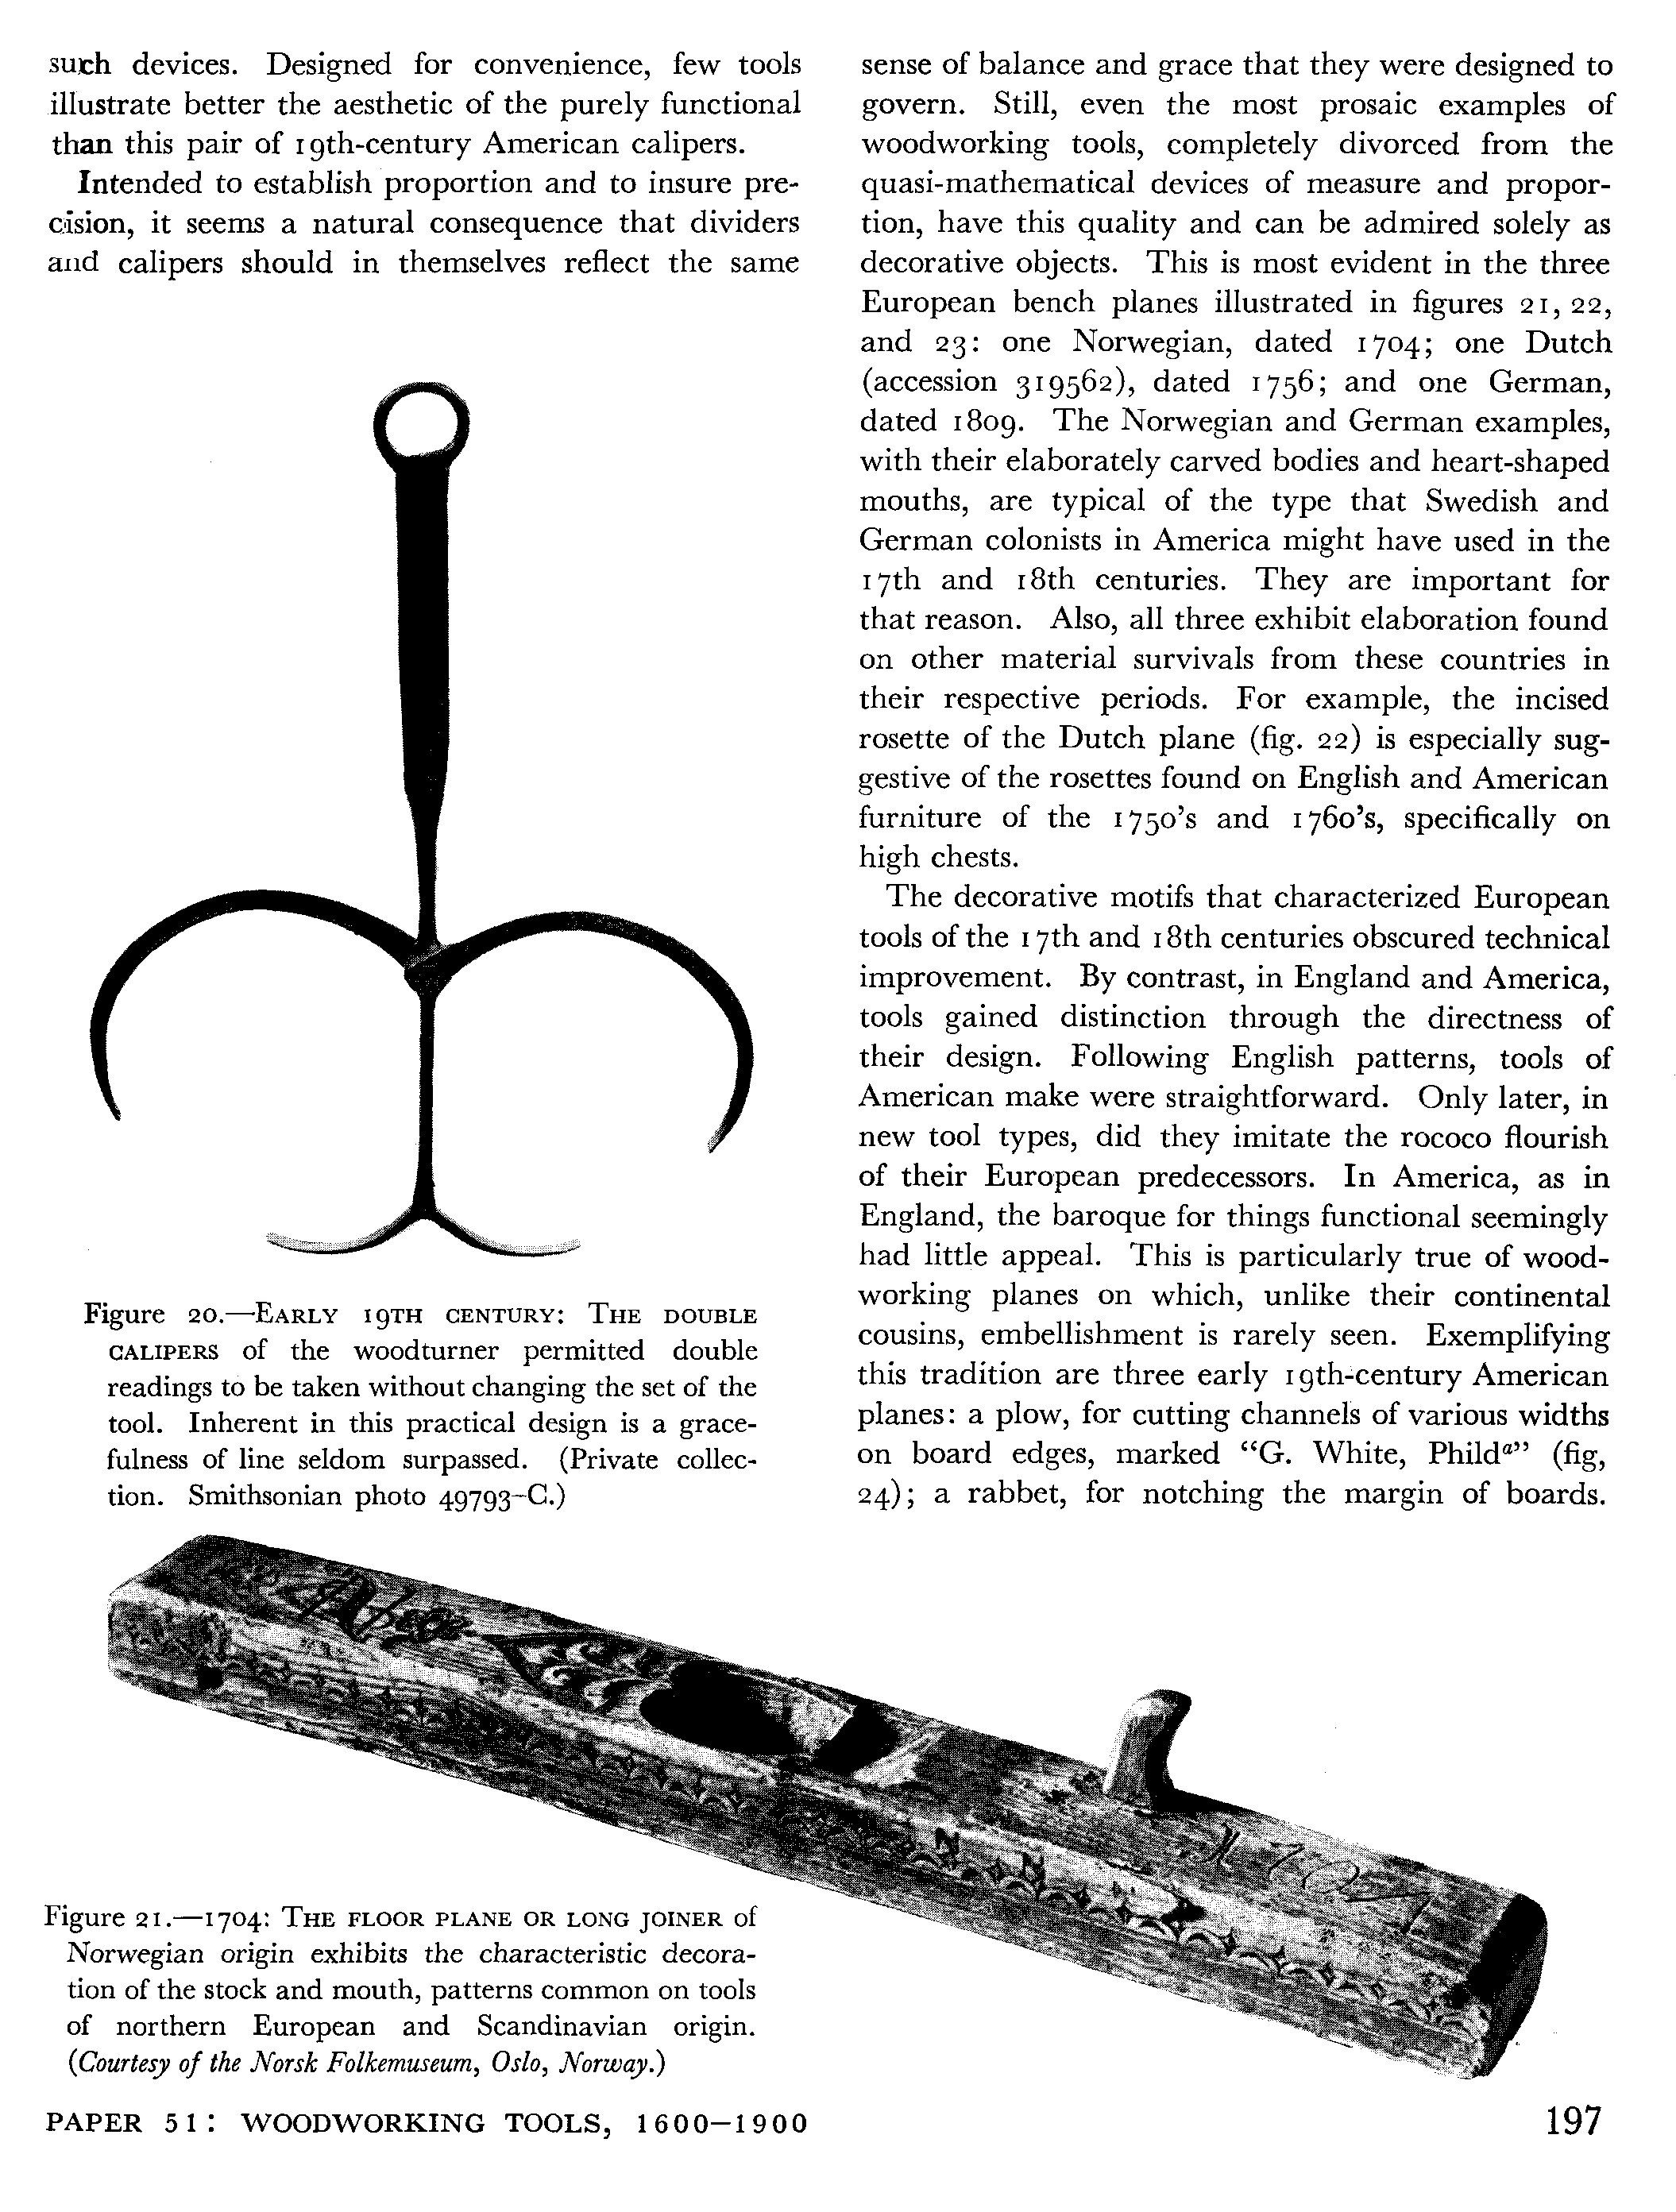 such devices. Designed for convenience, few tools
illustrate better the aesthetic of the purely functional
than this pair of 19th-century American calipers.
Intended to establish proportion and to insure pre-
cision, it seems a natural consequence that dividers
and calipers should in themselves reflect the same
Figure 20.—EARLY 19TH CENTURY: THE DOUBLE
CALIPERS of the woodturner permitted double
readings to be taken without changing the set of the
tool. Inherent in this practical design is a grace-
fulness of line seldom surpassed. (Private collec-
tion. Smithsonian photo 49793-C.)
sense of balance and grace that they were designed to
govern. Still, even the most prosaic examples of
woodworking tools, completely divorced from the
quasi-mathematical devices of measure and propor-
tion, have this quality and can be admired solely as
decorative objects. This is most evident in the three
European bench planes illustrated in figures 21, 22,
and 23: one Norwegian, dated 1704; one Dutch
(accession 319562), dated 1756; and one German,
dated 1809. The Norwegian and German examples,
with their elaborately carved bodies and heart-shaped
mouths, are typical of the type that Swedish and
German colonists in America might have used in the
17th and 18th centuries. They are important for
that reason. Also, all three exhibit elaboration found
on other material survivals from these countries in
their respective periods. For example, the incised
rosette of the Dutch plane (fig. 22) is especially sug-
gestive of the rosettes found on English and American
furniture of the 1750's and 1760's, specifically on
high chests.
The decorative motifs that characterized European
tools of the 17th and 18th centuries obscured technical
improvement. By contrast, in England and America,
tools gained distinction through the directness of
their design. Following English patterns, tools of
American make were straightforward. Only later, in
new tool types, did they imitate the rococo flourish
of their European predecessors. In America, as in
England, the baroque for things functional seemingly
had little appeal. This is particularly true of wood-
working planes on which, unlike their continental
cousins, embellishment is rarely seen. Exemplifying
this tradition are three early 19th-century American
planes: a plow, for cutting channels of various widths
on board edges, marked “G. White, Phildª” (fig,
24); a rabbet, for notching the margin of boards.
1704
Figure 21.—1704: THE FLOOR PLANE OR LONG JOINER of
Norwegian origin exhibits the characteristic decora-
tion of the stock and mouth, patterns common on tools
of northern European and Scandinavian origin.
(Courtesy of the Norsk Folkemuseum, Oslo, Norway.)
PAPER 51: WOODWORKING TOOLS, 1600–1900
197